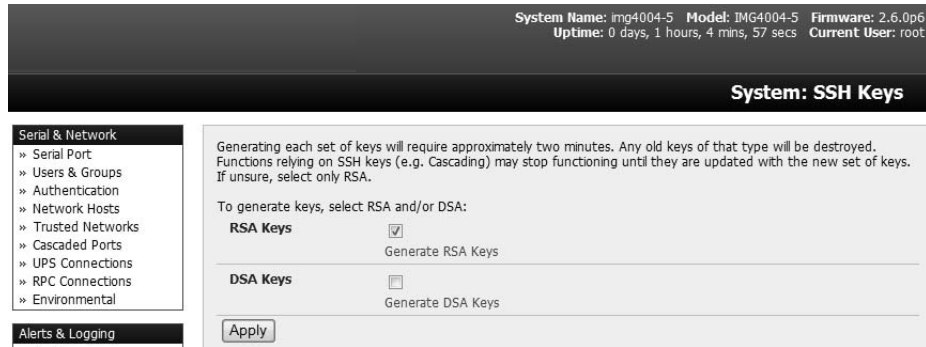 System Name: img4004-5 Model: IMG4004-5 Firmware: 2.6.0p6
Uptime: 0 days, 1 hours, 4 mins, 57 secs Current User: root
System: SSH Keys
Serial & Network
» Serial Port
» Users & Groups
» Authentication
» Network Hosts
» Trusted Networks
» Cascaded Ports
» UPS Connections
» RPC Connections
» Environmental
Alerts & Logging
Generating each set of keys will require approximately two minutes. Any old keys of that type will be destroyed.
Functions relying on SSH keys (e.g. Cascading) may stop functioning until they are updated with the new set of keys.
If unsure, select only RSA.
To generate keys, select RSA and/or DSA:
RSA Keys
Generate RSA Keys
DSA Keys
Generate DSA Keys
Apply